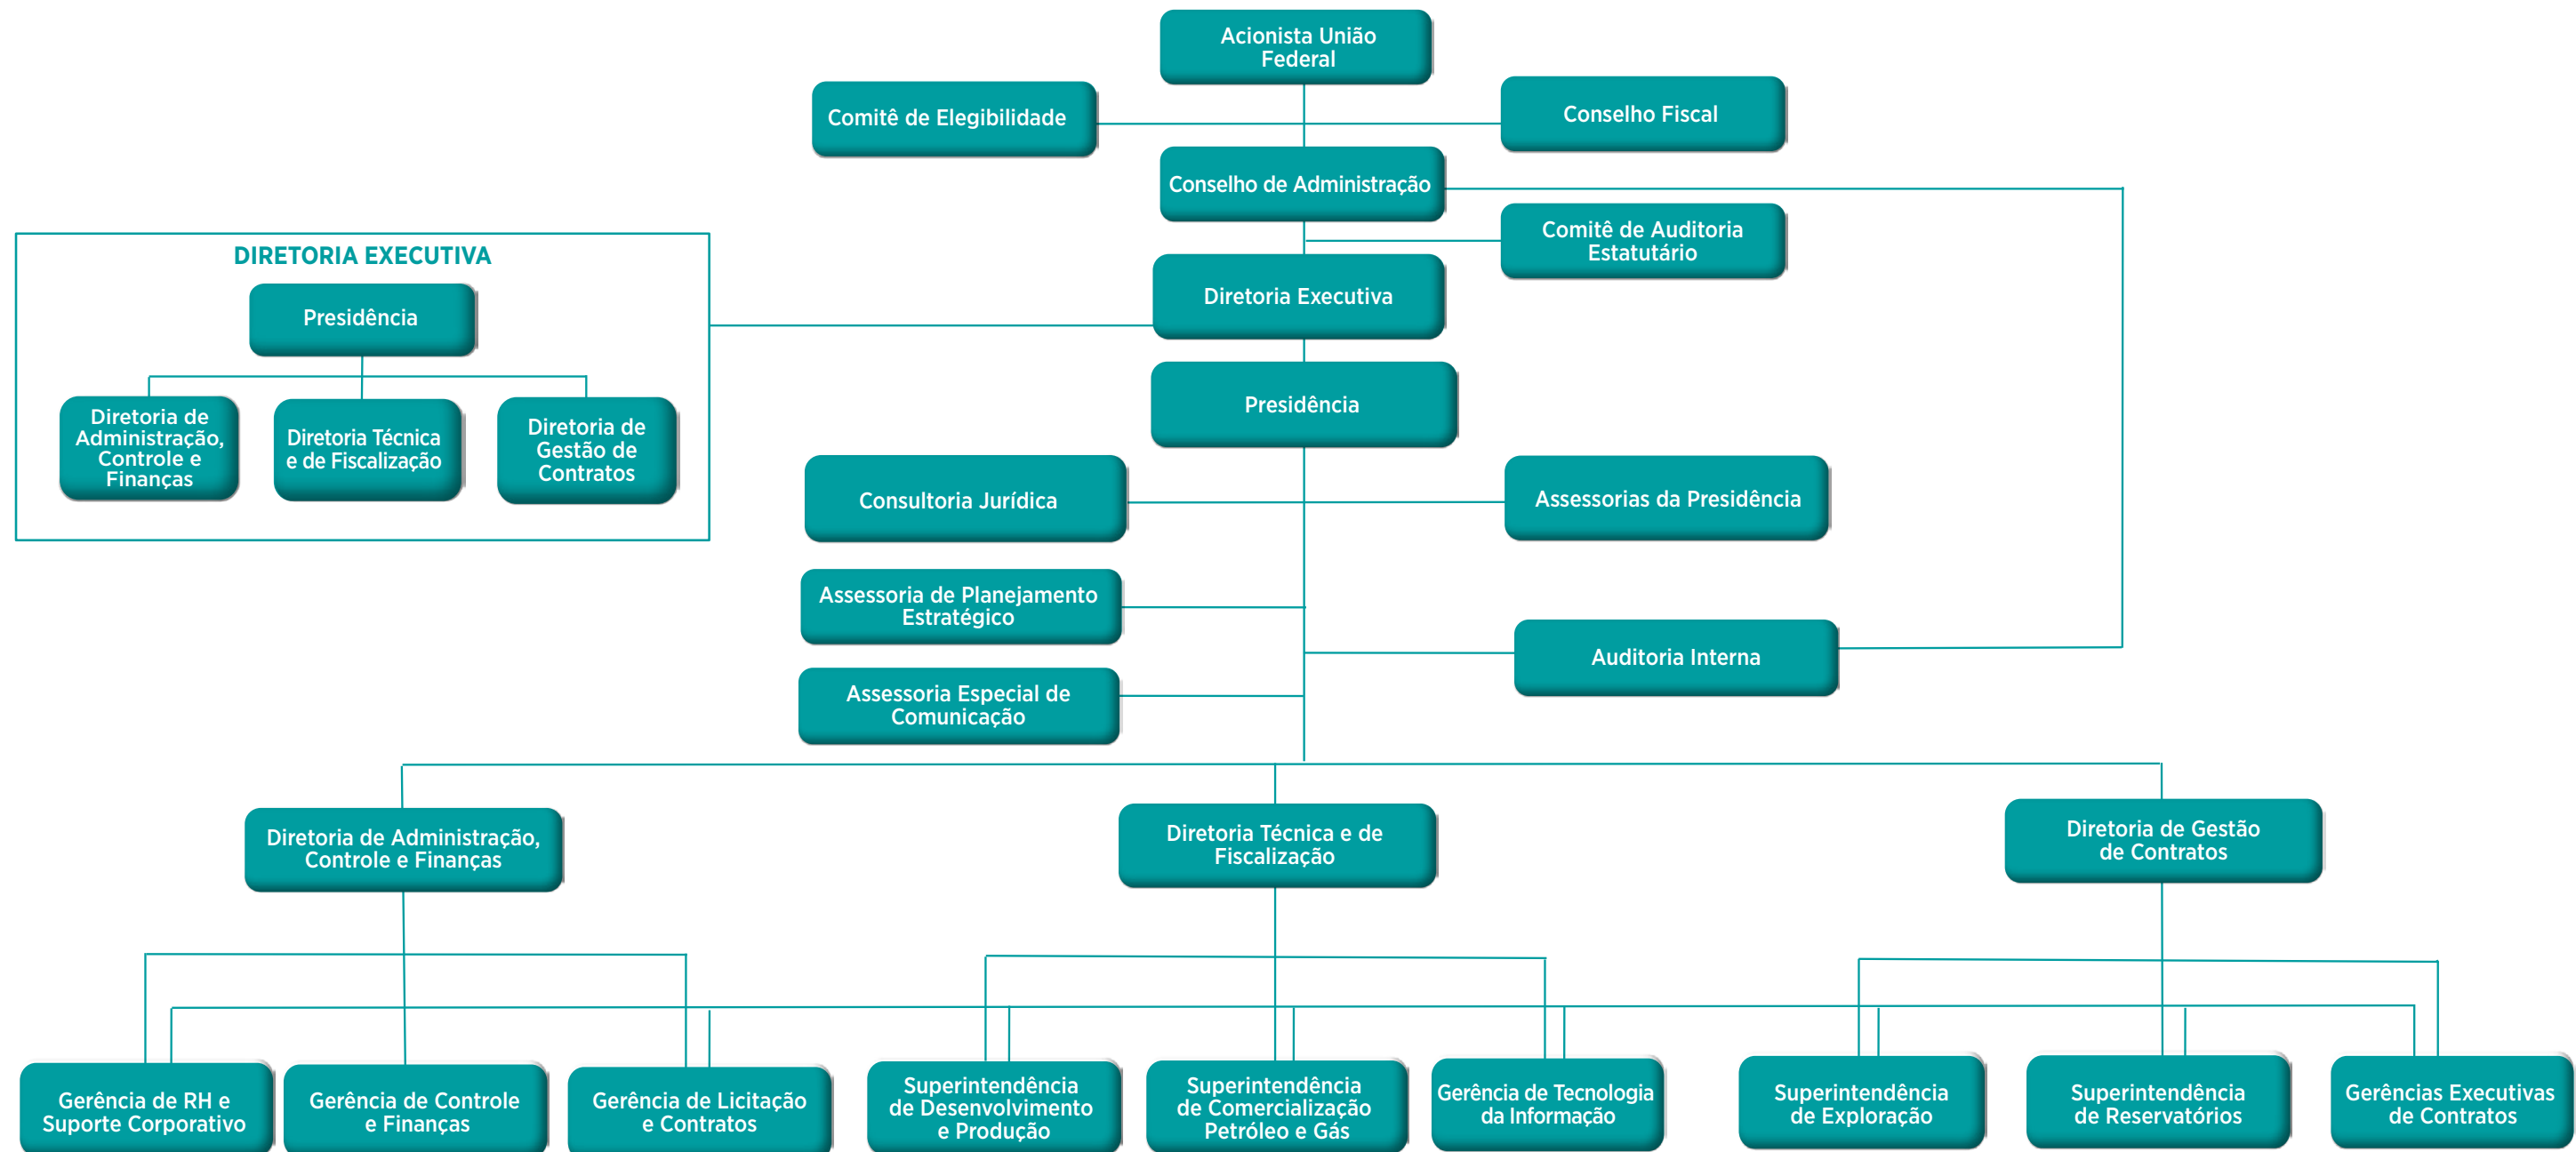 Acionista União
Federal
Comitê de Elegibilidade
Conselho Fiscal
Conselho de Administração
Comitê de Auditoria
Estatutário
DIRETORIA EXECUTIVA
Presidência
Diretoria de
Administração,
Controle e
Finanças
Diretoria Técnica
e de Fiscalização
Diretoria de
Gestão de
Contratos
Diretoria Executiva
Presidência
Consultoria Jurídica
Assessorias da Presidência
Assessoria de Planejamento
Estratégico
Auditoria Interna
Assessoria Especial de
Comunicação
Diretoria de Administração,
Controle e Finanças
Diretoria Técnica e de
Fiscalização
Diretoria de Gestão
de Contratos
Gerência de RH e
Suporte Corporativo
Gerência de Controle
e Finanças
Gerência de Licitação
e Contratos
Superintendência
de Desenvolvimento
e Produção
Superintendência
de Comercialização
Petróleo e Gás
Gerência de Tecnologia
da Informação
Superintendência
de Exploração
Superintendência
de Reservatórios
Gerências Executivas
de Contratos